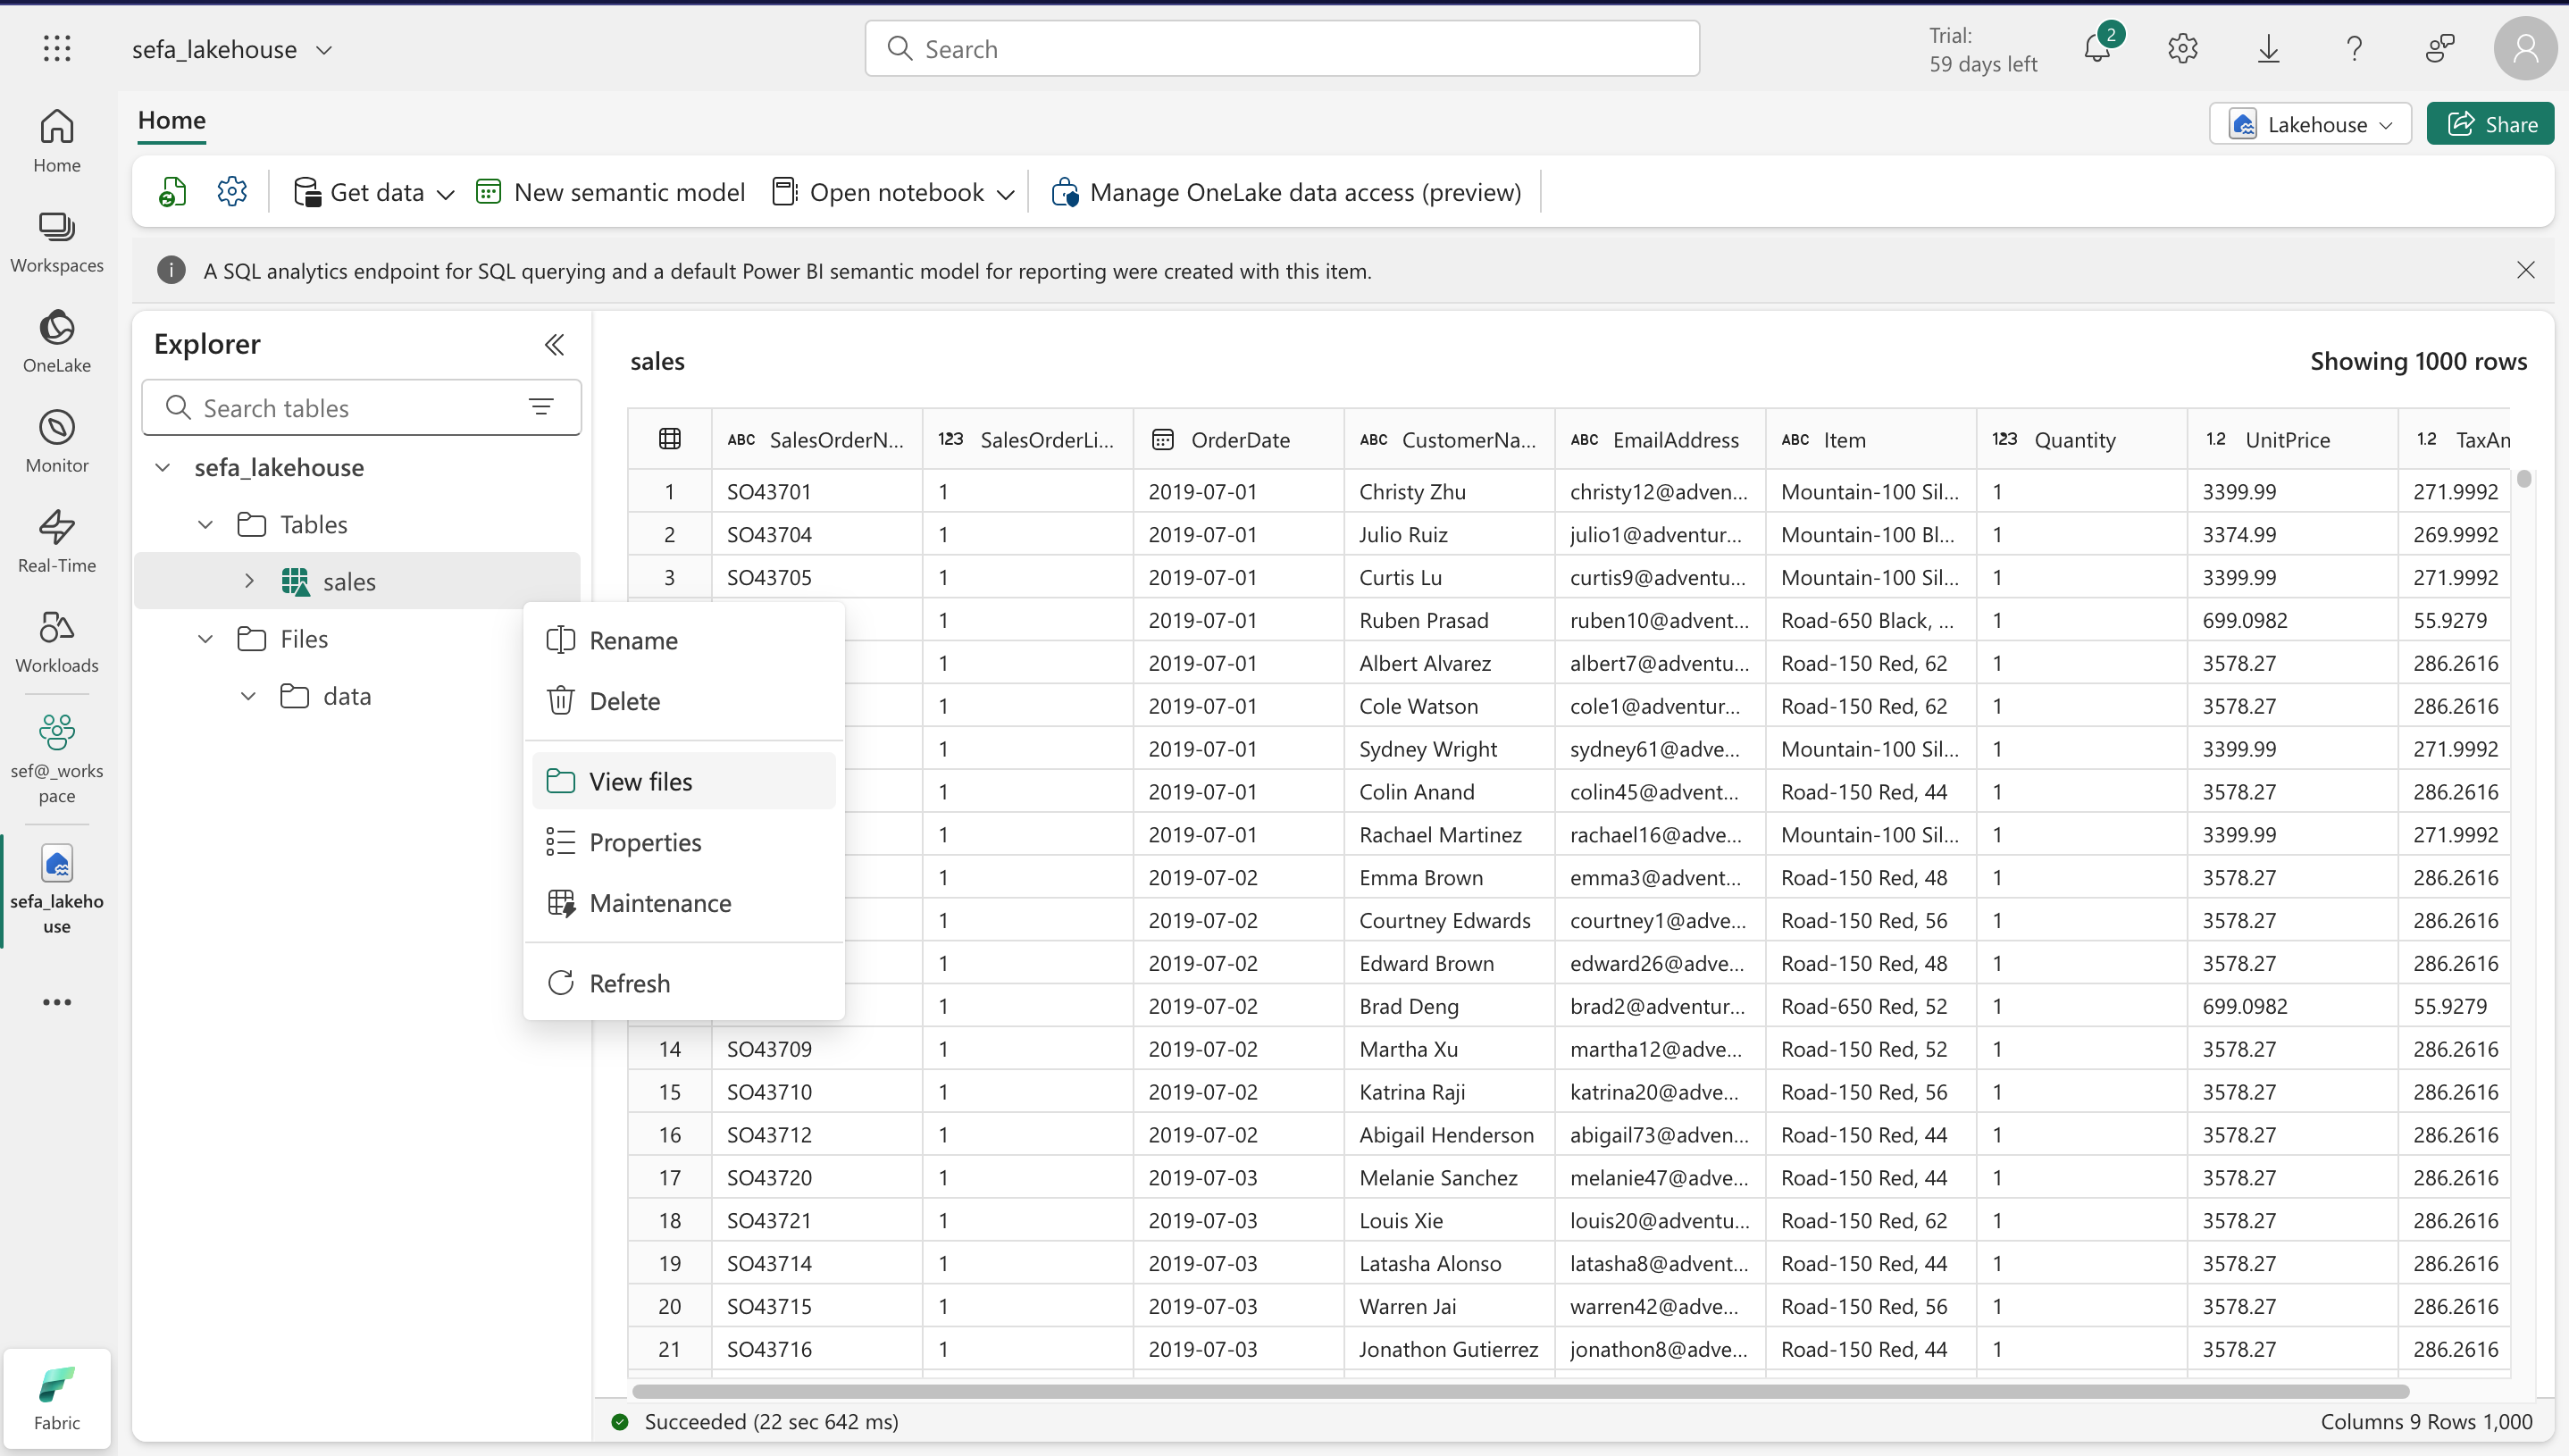 sefa_lakehouse
Search
Trial:
59 days left
2
Home
Workspaces
OneLake
Monitor
Real-Time
Workloads
sef@_works
pace
sefa_lakeho
use
Fabric
Home
Lakehouse
Share
Get data
New semantic model
Open notebook
Manage OneLake data access (preview)
A SQL analytics endpoint for SQL querying and a default Power BI semantic model for reporting were created with this item.
Explorer
Search tables
sefa_lakehouse
Tables
sales
Files
data
Rename
Delete
View files
Properties
Maintenance
Refresh
sales
Showing 1000 rows
ABC SalesOrderN... 123 SalesOrderLi... OrderDate ABC CustomerNa... ABC EmailAddress ABC Item 123 Quantity 1.2 UnitPrice 1.2 TaxAm
1 SO43701 1 2019-07-01 Christy Zhu christy12@adven... Mountain-100 Sil... 1 3399.99 271.9992
2 SO43704 1 2019-07-01 Julio Ruiz julio1@adventur... Mountain-100 Bl... 1 3374.99 269.9992
3 SO43705 1 2019-07-01 Curtis Lu curtis9@adventu... Mountain-100 Sil... 1 3399.99 271.9992
1 2019-07-01 Ruben Prasad ruben10@advent... Road-650 Black, ... 1 699.0982 55.9279
1 2019-07-01 Albert Alvarez albert7@adventu... Road-150 Red, 62 1 3578.27 286.2616
1 2019-07-01 Cole Watson cole1@adventur... Road-150 Red, 62 1 3578.27 286.2616
1 2019-07-01 Sydney Wright sydney61@adve... Mountain-100 Sil... 1 3399.99 271.9992
1 2019-07-01 Colin Anand colin45@advent... Road-150 Red, 44 1 3578.27 286.2616
1 2019-07-01 Rachael Martinez rachael16@adve... Mountain-100 Sil... 1 3399.99 271.9992
1 2019-07-02 Emma Brown emma3@advent... Road-150 Red, 48 1 3578.27 286.2616
1 2019-07-02 Courtney Edwards courtney1@adve... Road-150 Red, 56 1 3578.27 286.2616
1 2019-07-02 Edward Brown edward26@adve... Road-150 Red, 48 1 3578.27 286.2616
1 2019-07-02 Brad Deng brad2@adventur... Road-650 Red, 52 1 699.0982 55.9279
14 SO43709 1 2019-07-02 Martha Xu martha12@adve... Road-150 Red, 52 1 3578.27 286.2616
15 SO43710 1 2019-07-02 Katrina Raji katrina20@adve... Road-150 Red, 56 1 3578.27 286.2616
16 SO43712 1 2019-07-02 Abigail Henderson abigail73@adven... Road-150 Red, 44 1 3578.27 286.2616
17 SO43720 1 2019-07-03 Melanie Sanchez melanie47@adve... Road-150 Red, 44 1 3578.27 286.2616
18 SO43721 1 2019-07-03 Louis Xie louis20@adventu... Road-150 Red, 62 1 3578.27 286.2616
19 SO43714 1 2019-07-03 Latasha Alonso latasha8@advent... Road-150 Red, 44 1 3578.27 286.2616
20 SO43715 1 2019-07-03 Warren Jai warren42@adve... Road-150 Red, 56 1 3578.27 286.2616
21 SO43716 1 2019-07-03 Jonathon Gutierrez jonathon8@adve... Road-150 Red, 44 1 3578.27 286.2616
Succeeded (22 sec 642 ms)
Columns 9 Rows 1,000